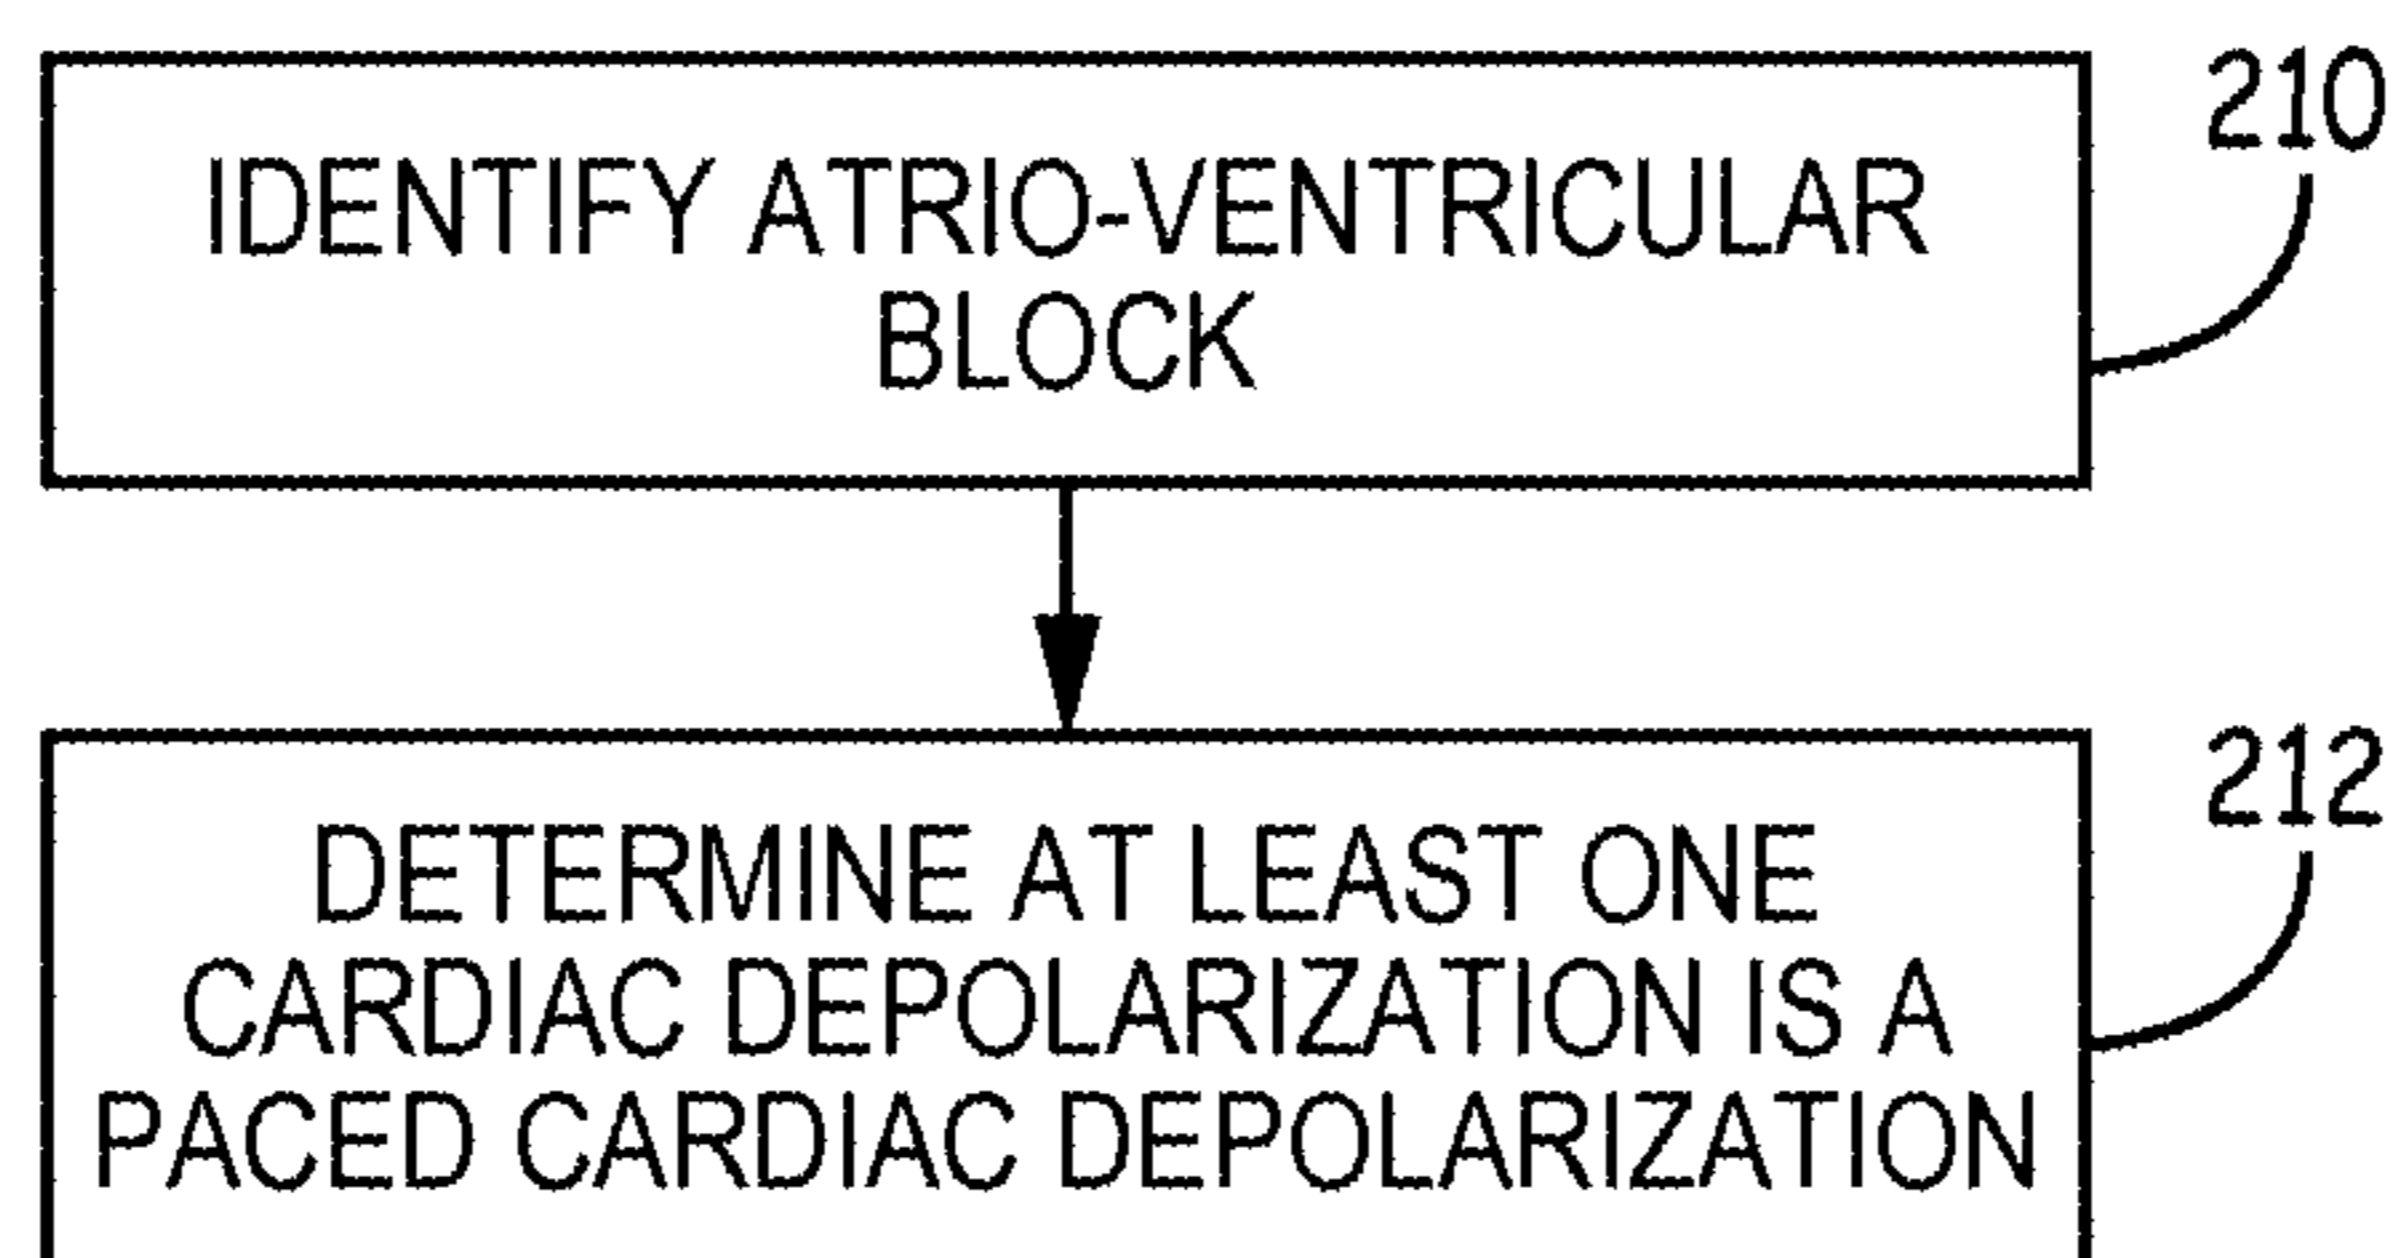 210
IDENTIFY ATRIO-VENTRICULAR
BLOCK
212
DETERMINE AT LEAST ONE
CARDIAC DEPOLARIZATION IS A
PACED CARDIAC DEPOLARIZATION